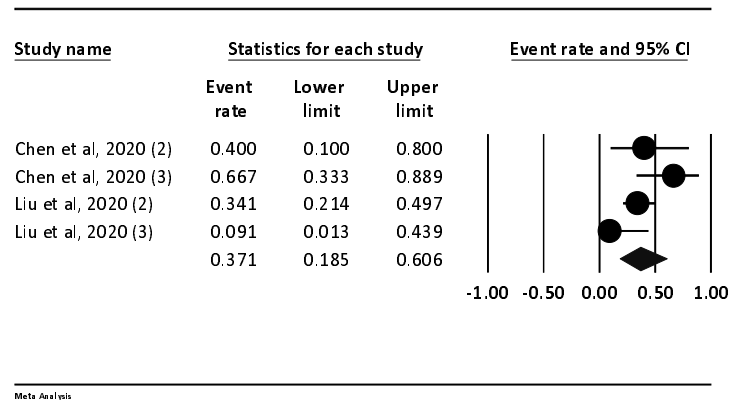 Study name Statistics for each study Event rate and 95% CI
Event Lower Upper
rate limit limit
Chen et al, 2020 (2) 0.400 0.100 0.800
Chen et al, 2020 (3) 0.667 0.333 0.889
Liu et al, 2020 (2) 0.341 0.214 0.497
Liu et al, 2020 (3) 0.091 0.013 0.439
0.371 0.185 0.606
-1.00 -0.50 0.00 0.50 1.00
Meta Analysis